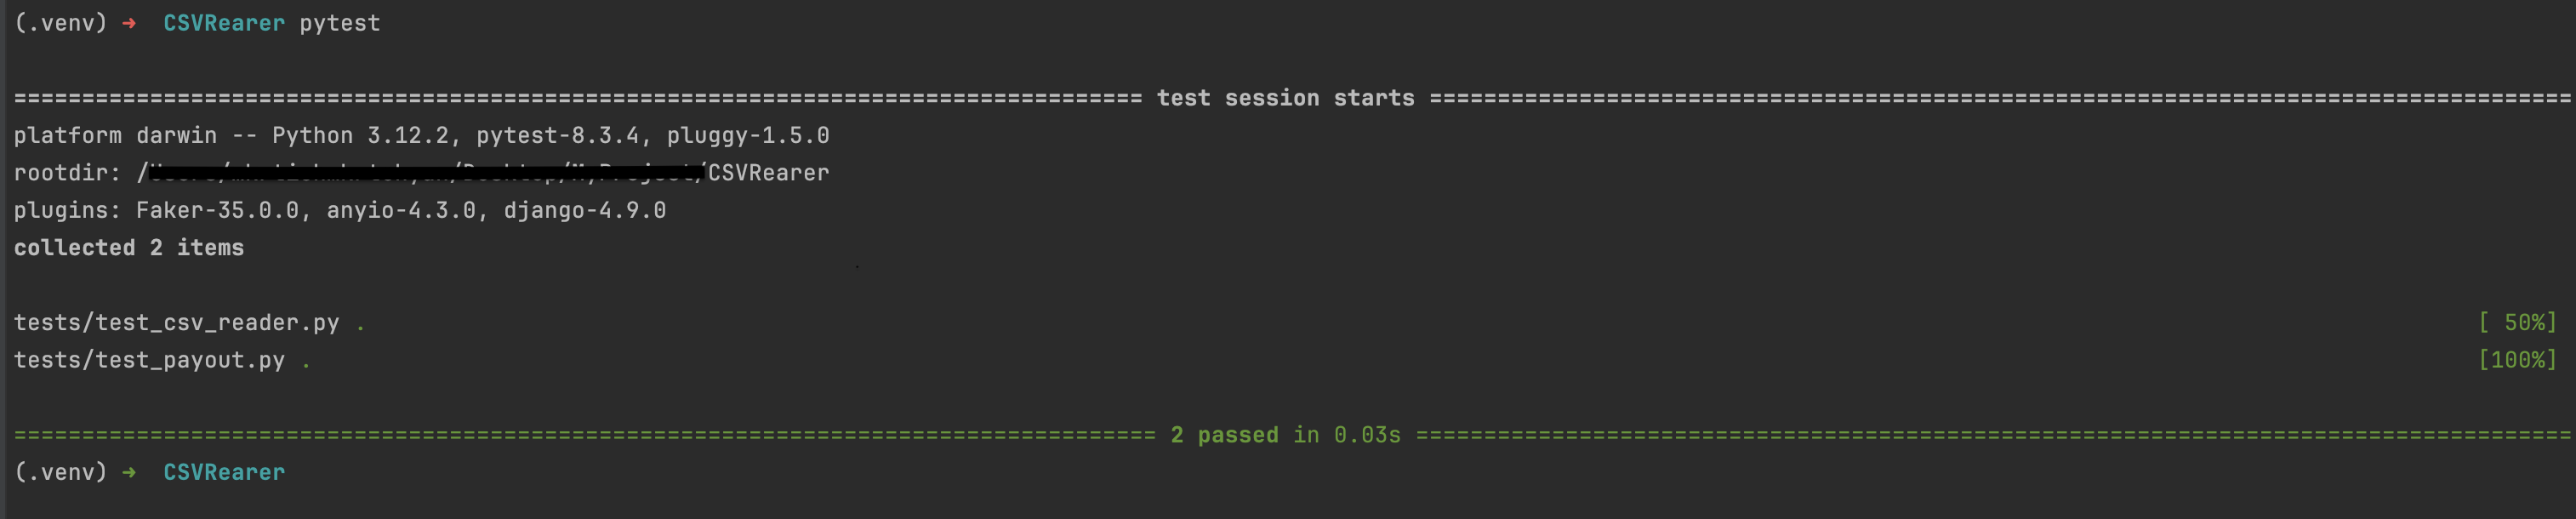 (.venv) ➜ CSVRearer pytest
======================================== test session starts ========================================
platform darwin -- Python 3.12.2, pytest-8.3.4, pluggy-1.5.0
rootdir: / /CSVRearer
plugins: Faker-35.0.0, anyio-4.3.0, django-4.9.0
collected 2 items
tests/test_csv_reader.py . [ 50%]
tests/test_payout.py . [100%]
======================================== 2 passed in 0.03s ========================================
(.venv) ➜ CSVRearer